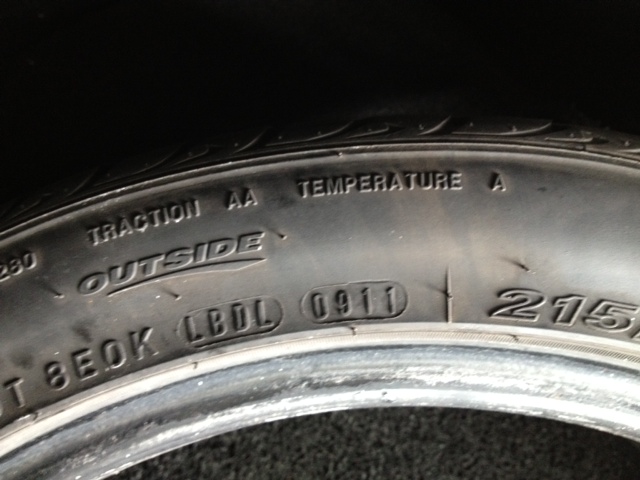 280 TRACTION AA TEMPERATURE A
OUTSIDE
8E0K LBDL 0911 215